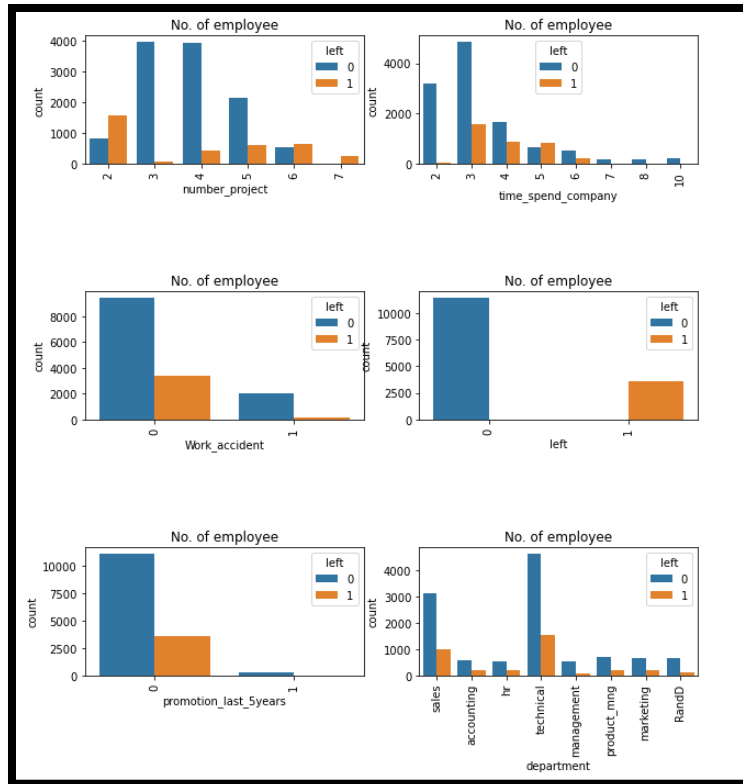 No. of employee
4000
3000
2000
1000
0
count
left
0
1
2
3
4
5
6
7
number_project
No. of employee
4000
2000
0
count
left
0
1
2
3
4
5
6
7
8
10
time_spend_company
No. of employee
8000
6000
4000
2000
0
count
left
0
1
0
1
Work_accident
No. of employee
10000
7500
5000
2500
0
count
left
0
1
0
1
left
No. of employee
10000
7500
5000
2500
0
count
left
0
1
0
1
promotion_last_5years
No. of employee
4000
3000
2000
1000
0
count
left
0
1
sales
accounting
hr
technical
management
product_mng
marketing
RandD
department